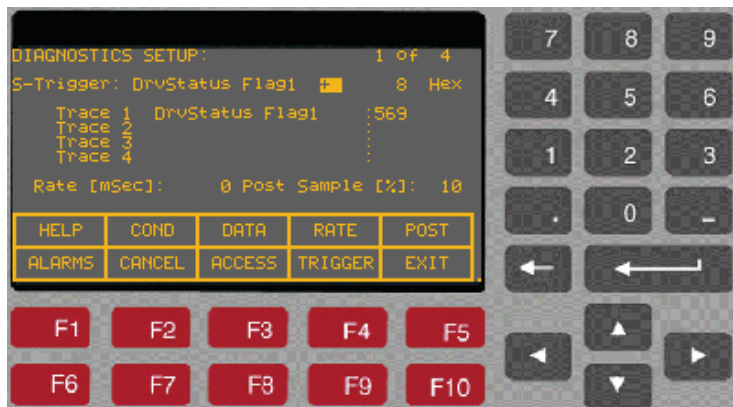 DIAGNOSTICS SETUP: 1 of 4
S-Trigger: DrvStatus Flag1 + 8 Hex
Trace 1 DrvStatus Flag1 :569
Trace 2 :
Trace 3 :
Trace 4 :
Rate [mSec]: 0 Post Sample [%]: 10
HELP COND DATA RATE POST
ALARMS CANCEL ACCESS TRIGGER EXIT
F1 F2 F3 F4 F5
F6 F7 F8 F9 F10
7 8 9
4 5 6
1 2 3
. 0 –